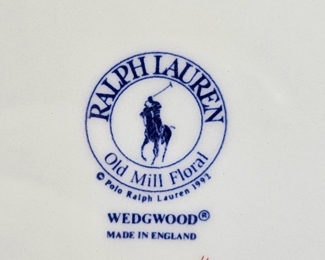 RALPH LAUREN
Old Mill Floral
© Polo Ralph Lauren 1992
WEDGWOOD®
MADE IN ENGLAND